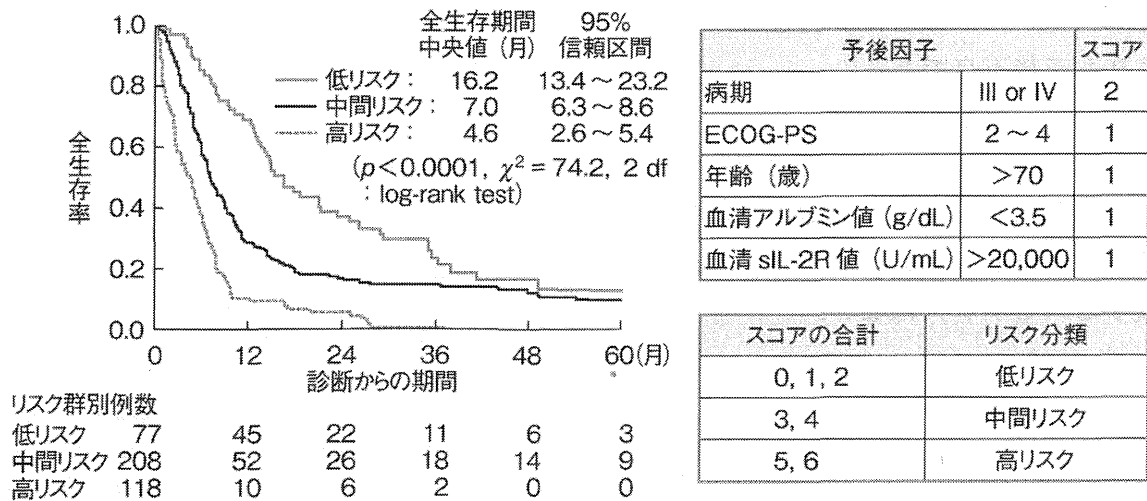 全生存期間 95%
中央値(月) 信頼区間
低リスク: 16.2 13.4~23.2
中間リスク: 7.0 6.3~8.6
高リスク: 4.6 2.6~5.4
(p<0.0001, χ² = 74.2, 2 df
: log-rank test)
全生存率
1.0
0.8
0.6
0.4
0.2
0.0
0 12 24 36 48 60(月)
診断からの期間
リスク群別例数
低リスク 77 45 22 11 6 3
中間リスク 208 52 26 18 14 9
高リスク 118 10 6 2 0 0
予後因子 スコア
病期 III or IV 2
ECOG-PS 2~4 1
年齢(歳) >70 1
血清アルブミン値(g/dL) <3.5 1
血清 sIL-2R 値(U/mL) >20,000 1
スコアの合計 リスク分類
0, 1, 2 低リスク
3, 4 中間リスク
5, 6 高リスク